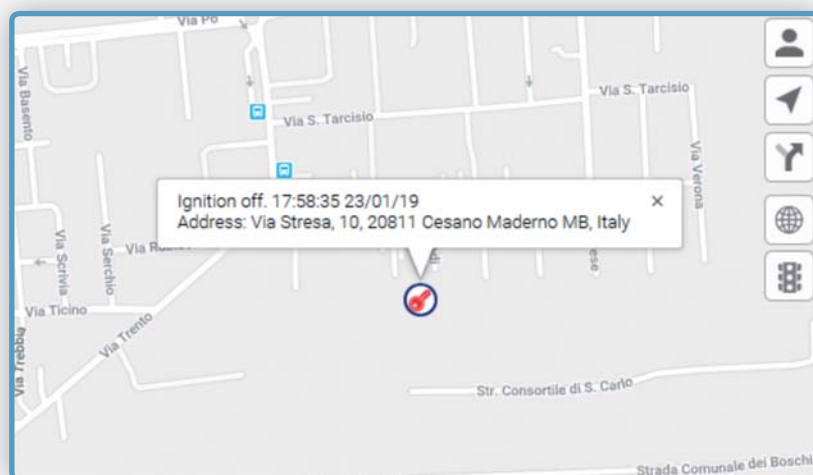 Via Po
Via Basento
Via S. Tarcisio
Via S. Tarcisio
Via Verona
Ignition off. 17:58:35 23/01/19
Address: Via Stresa, 10, 20811 Cesano Maderno MB, Italy
Via Scrivia
Via Serchio
Via Ticino
Via Trento
Via Trebbia
Str. Consortile di S. Carlo
Strada Comunale dei Boschi